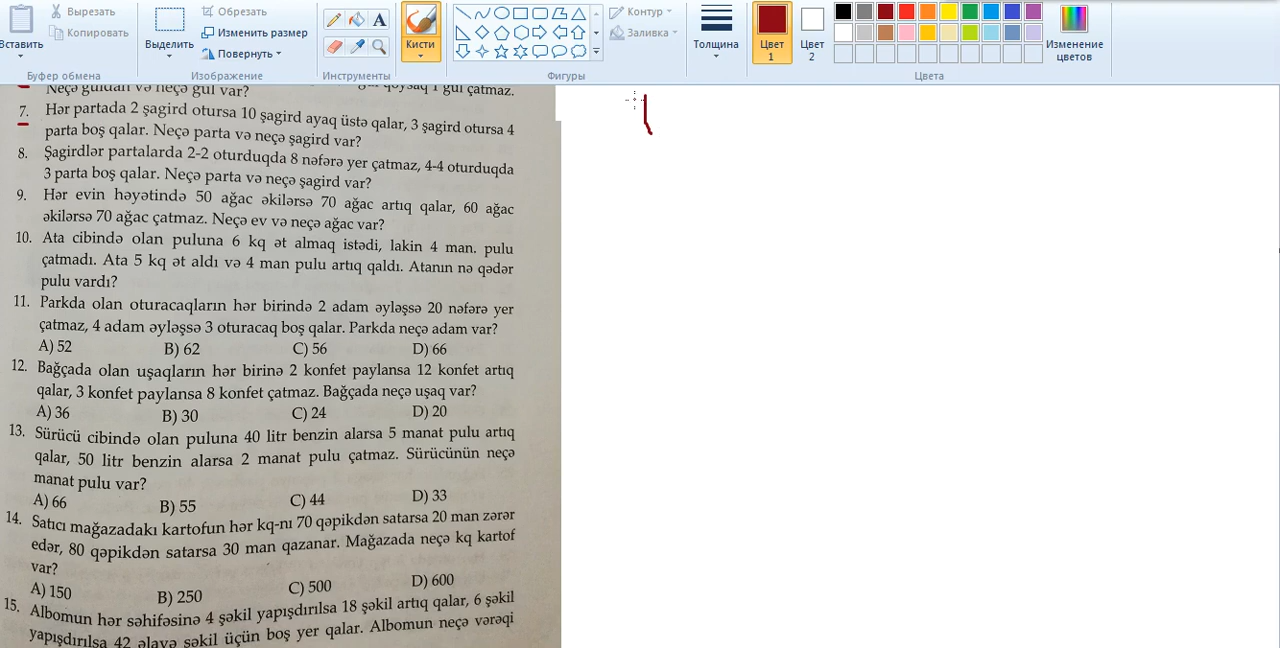 Вставить
Вырезать
Копировать
Буфер обмена
Выделить
Обрезать
Изменить размер
Повернуть
Изображение
A
Инструменты
Кисти
Фигуры
Контур
Заливка
Толщина
Цвет
1
Цвет
2
Изменение
цветов
Цвета
Neçə güldan və neçə gül var? qoysaq 1 gül çatmaz.
7. Hər partada 2 şagird otursa 10 şagird ayaq üstə qalar, 3 şagird otursa 4
parta boş qalar. Neçə parta və neçə şagird var?
8. Şagirdlər partalarda 2-2 oturduqda 8 nəfərə yer çatmaz, 4-4 oturduqda
3 parta boş qalar. Neçə parta və neçə şagird var?
9. Hər evin həyətində 50 ağac əkilərsə 70 ağac artıq qalar, 60 ağac
əkilərsə 70 ağac çatmaz. Neçə ev və neçə ağac var?
10. Ata cibində olan puluna 6 kq ət almaq istədi, lakin 4 man. pulu
çatmadı. Ata 5 kq ət aldı və 4 man pulu artıq qaldı. Atanın nə qədər
pulu vardı?
11. Parkda olan oturacaqların hər birində 2 adam əyləşsə 20 nəfərə yer
çatmaz, 4 adam əyləşsə 3 oturacaq boş qalar. Parkda neçə adam var?
A) 52 B) 62 C) 56 D) 66
12. Bağçada olan uşaqların hər birinə 2 konfet paylansa 12 konfet artıq
qalar, 3 konfet paylansa 8 konfet çatmaz. Bağçada neçə uşaq var?
A) 36 B) 30 C) 24 D) 20
13. Sürücü cibində olan puluna 40 litr benzin alarsa 5 manat pulu artıq
qalar, 50 litr benzin alarsa 2 manat pulu çatmaz. Sürücünün neçə
manat pulu var?
A) 66 B) 55 C) 44 D) 33
14. Satıcı mağazadakı kartofun hər kq-nı 70 qəpikdən satarsa 20 man zərər
edər, 80 qəpikdən satarsa 30 man qazanar. Mağazada neçə kq kartof
var?
A) 150 B) 250 C) 500 D) 600
15. Albomun hər səhifəsinə 4 şəkil yapışdırılsa 18 şəkil artıq qalar, 6 şəkil
yapışdırılsa 42 əlavə şəkil üçün boş yer qalar. Albomun neçə vərəqi